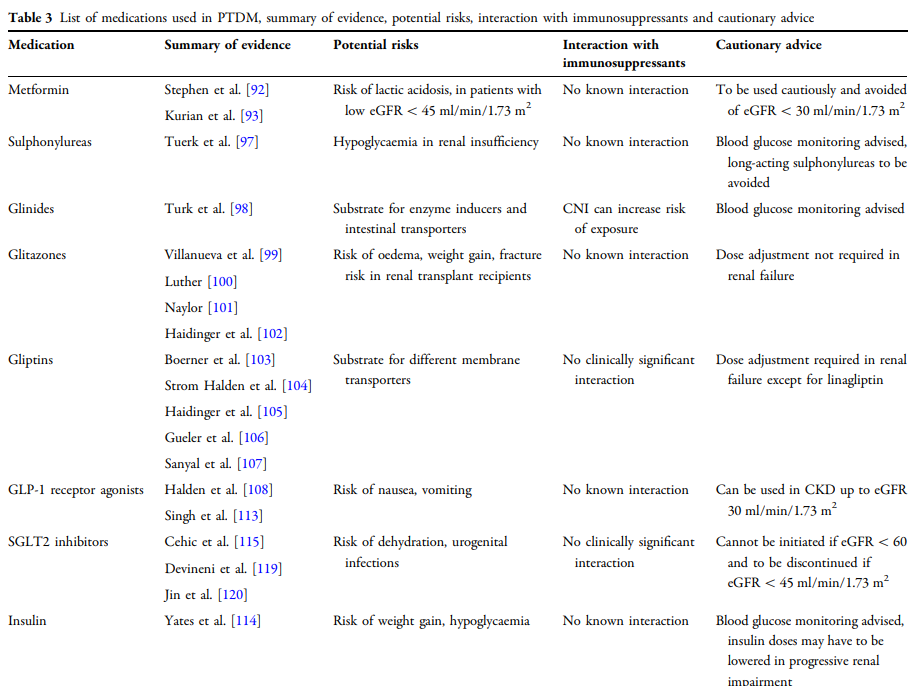 Table 3 List of medications used in PTDM, summary of evidence, potential risks, interaction with immunosuppressants and cautionary advice
Medication Summary of evidence Potential risks Interaction with immunosuppressants Cautionary advice
Metformin Stephen et al. [92] Risk of lactic acidosis, in patients with No known interaction To be used cautiously and avoided
Kurian et al. [93] low eGFR < 45 ml/min/1.73 m² of eGFR < 30 ml/min/1.73 m²
Sulphonylureas Tuerk et al. [97] Hypoglycaemia in renal insufficiency No known interaction Blood glucose monitoring advised,
long-acting sulphonylureas to be
avoided
Glinides Turk et al. [98] Substrate for enzyme inducers and CNI can increase risk Blood glucose monitoring advised
intestinal transporters of exposure
Glitazones Villanueva et al. [99] Risk of oedema, weight gain, fracture No known interaction Dose adjustment not required in
Luther [100] risk in renal transplant recipients renal failure
Naylor [101]
Haidinger et al. [102]
Gliptins Boerner et al. [103] Substrate for different membrane No clinically significant Dose adjustment required in renal
Strom Halden et al. [104] transporters interaction failure except for linagliptin
Haidinger et al. [105]
Gueler et al. [106]
Sanyal et al. [107]
GLP-1 receptor agonists Halden et al. [108] Risk of nausea, vomiting No known interaction Can be used in CKD up to eGFR
Singh et al. [113] 30 ml/min/1.73 m²
SGLT2 inhibitors Cehic et al. [115] Risk of dehydration, urogenital No clinically significant Cannot be initiated if eGFR < 60
Devineni et al. [119] infections interaction and to be discontinued if
Jin et al. [120] eGFR < 45 ml/min/1.73 m²
Insulin Yates et al. [114] Risk of weight gain, hypoglycaemia No known interaction Blood glucose monitoring advised,
insulin doses may have to be
lowered in progressive renal
impairment